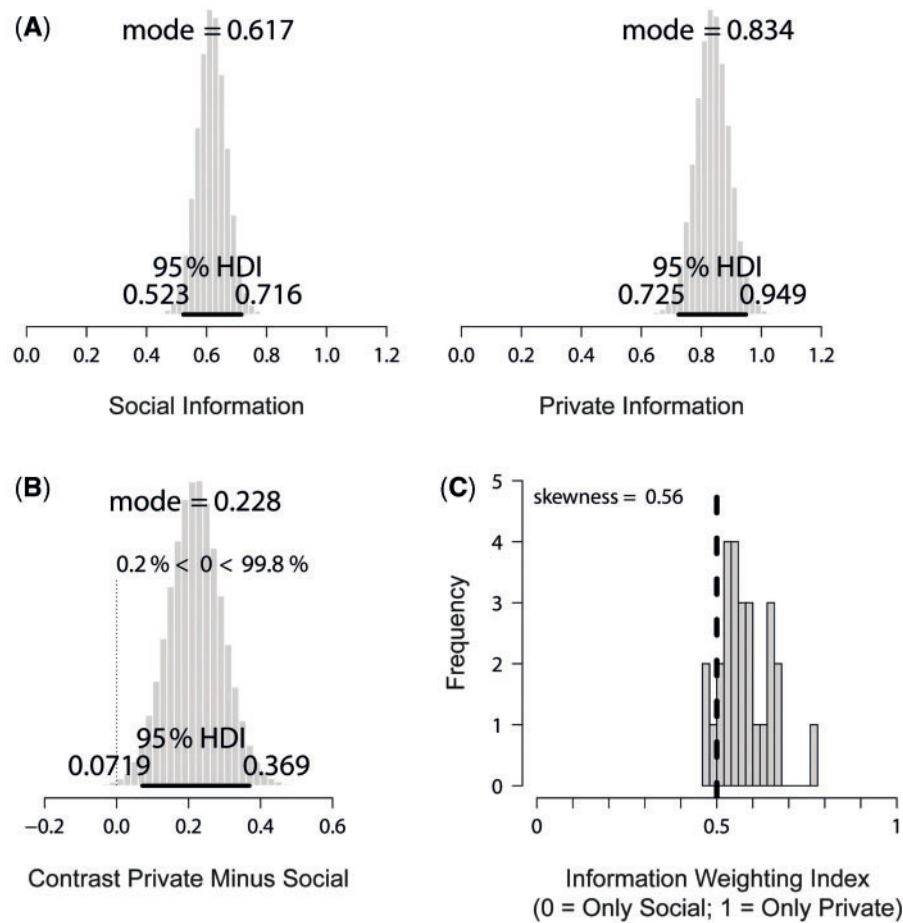 (A)
mode = 0.617
95% HDI
0.523 0.716
0.0 0.2 0.4 0.6 0.8 1.0 1.2
Social Information
mode = 0.834
95% HDI
0.725 0.949
0.0 0.2 0.4 0.6 0.8 1.0 1.2
Private Information
(B)
mode = 0.228
0.2% < 0 < 99.8%
95% HDI
0.0719 0.369
−0.2 0.0 0.2 0.4 0.6
Contrast Private Minus Social
(C)
skewness = 0.56
5
4
3
2
1
0
Frequency
0 0.5 1
Information Weighting Index
(0 = Only Social; 1 = Only Private)